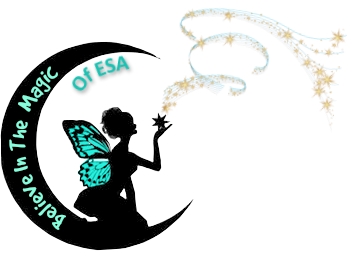 Believe In The Magic
Of ESA